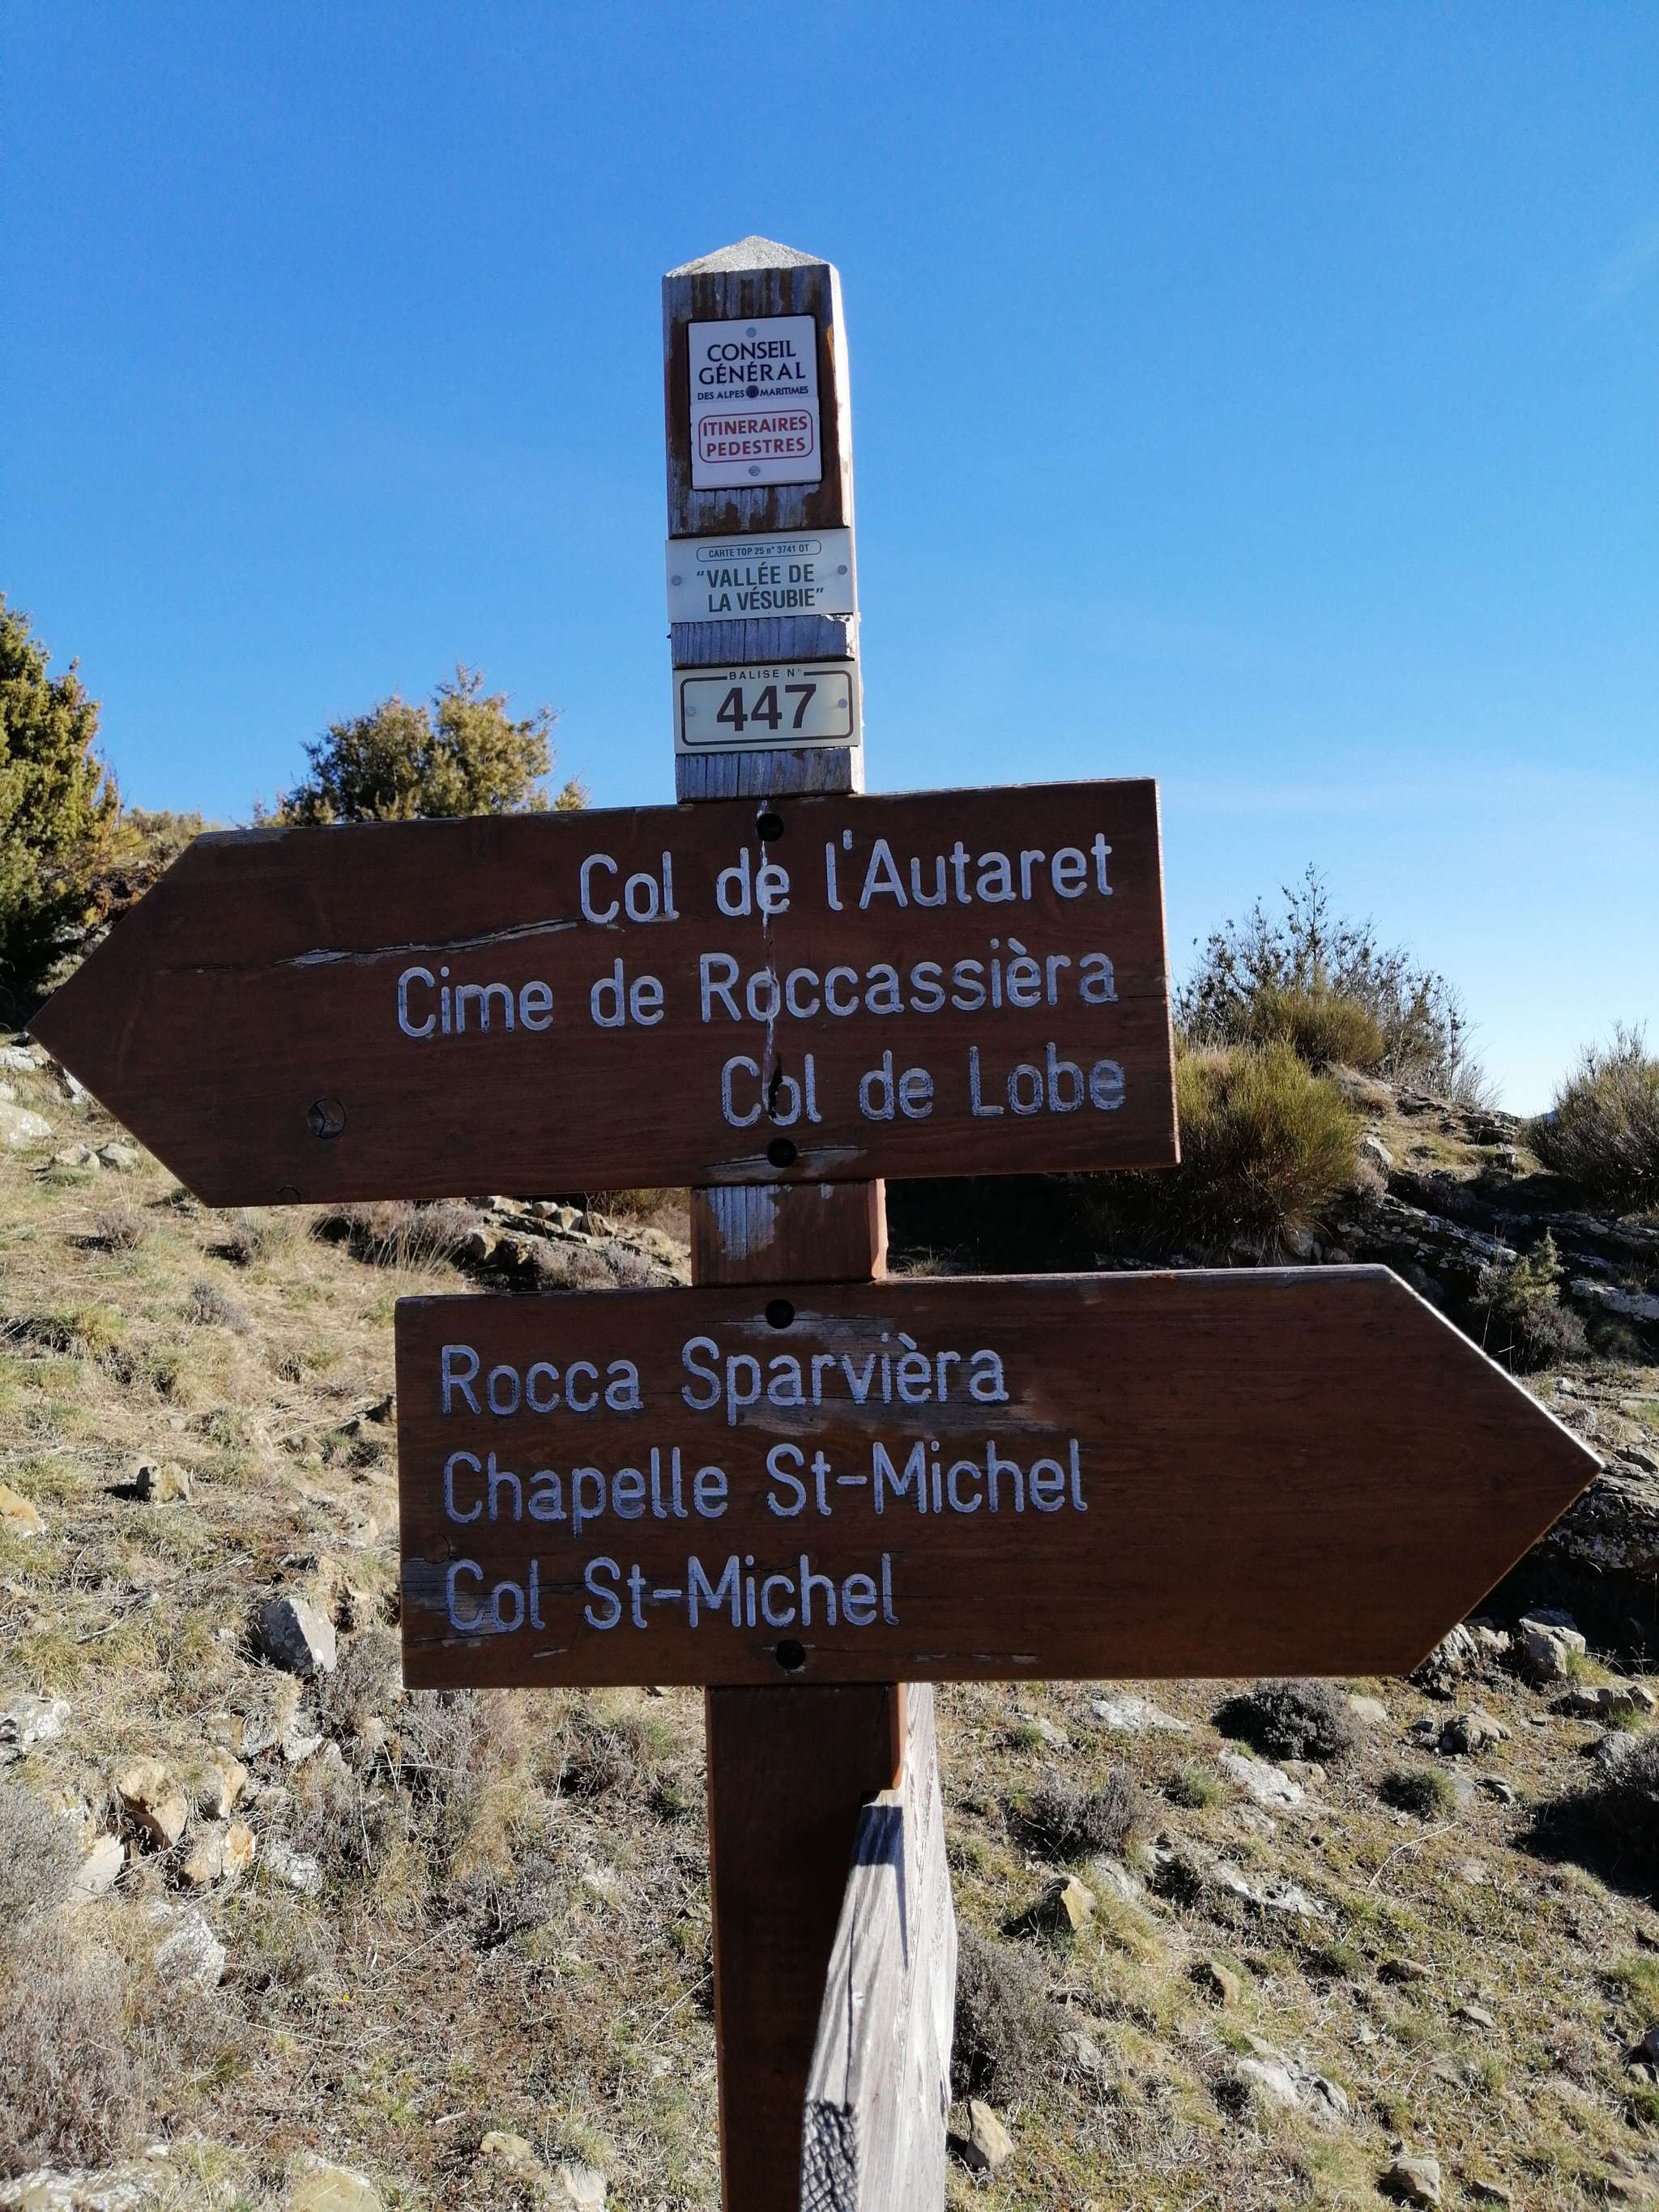 CONSEIL
GÉNÉRAL
DES ALPES MARITIMES
ITINERAIRES
PEDESTRES
CARTE TOP 25 n° 3741 OT
"VALLÉE DE
LA VÉSUBIE"
BALISE N°
447
Col de l'Autaret
Cime de Roccassièra
Col de Lobe
Rocca Sparvièra
Chapelle St-Michel
Col St-Michel